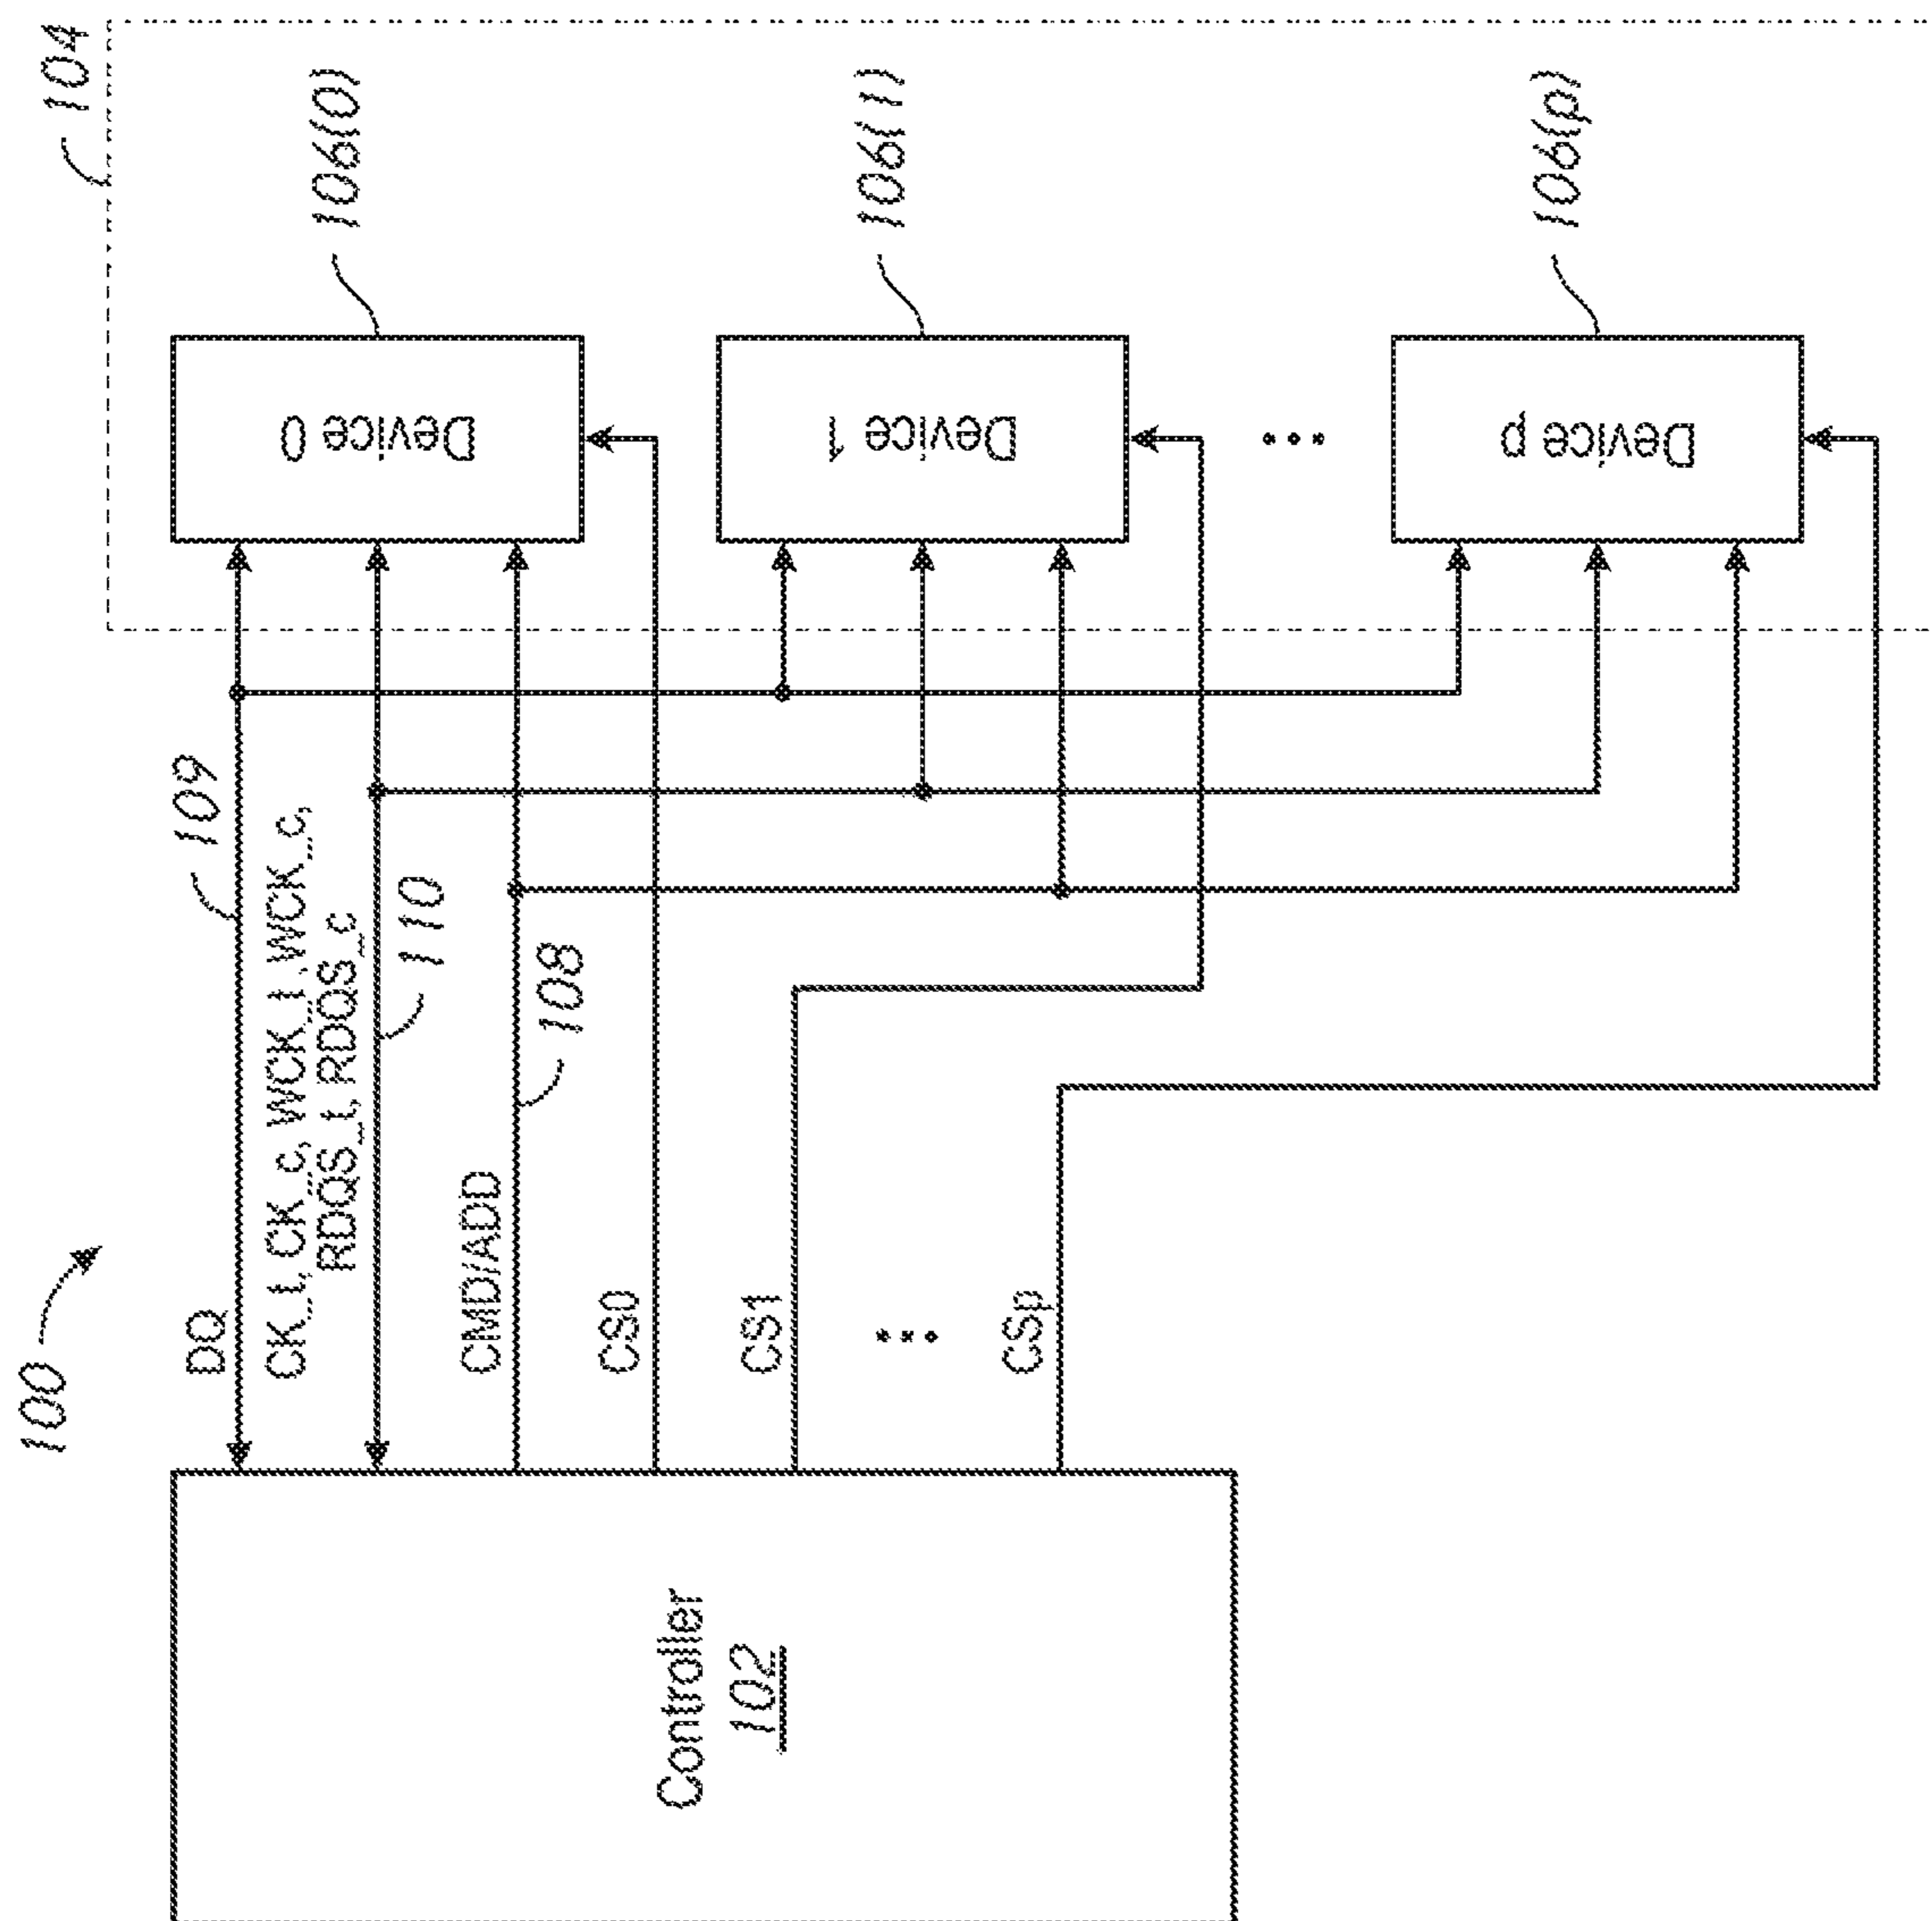 100
104
DQ
109
CK_t, CK_c, WCK_t, WCK_c,
RDQS_t, RDQS_c
110
CMD/ADD
108
CS0
CS1
CSp
Controller
102
Device 0
106(0)
Device 1
106(1)
Device p
106(p)